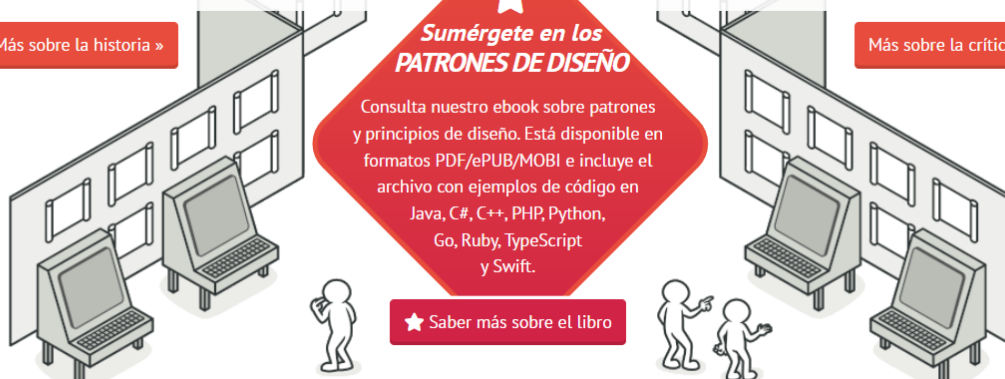 Más sobre la historia »
Sumérgete en los
PATRONES DE DISEÑO
Más sobre la crític
Consulta nuestro ebook sobre patrones
y principios de diseño. Está disponible en
formatos PDF/ePUB/MOBI e incluye el
archivo con ejemplos de código en
Java, C#, C++, PHP, Python,
Go, Ruby, TypeScript
y Swift.
Saber más sobre el libro